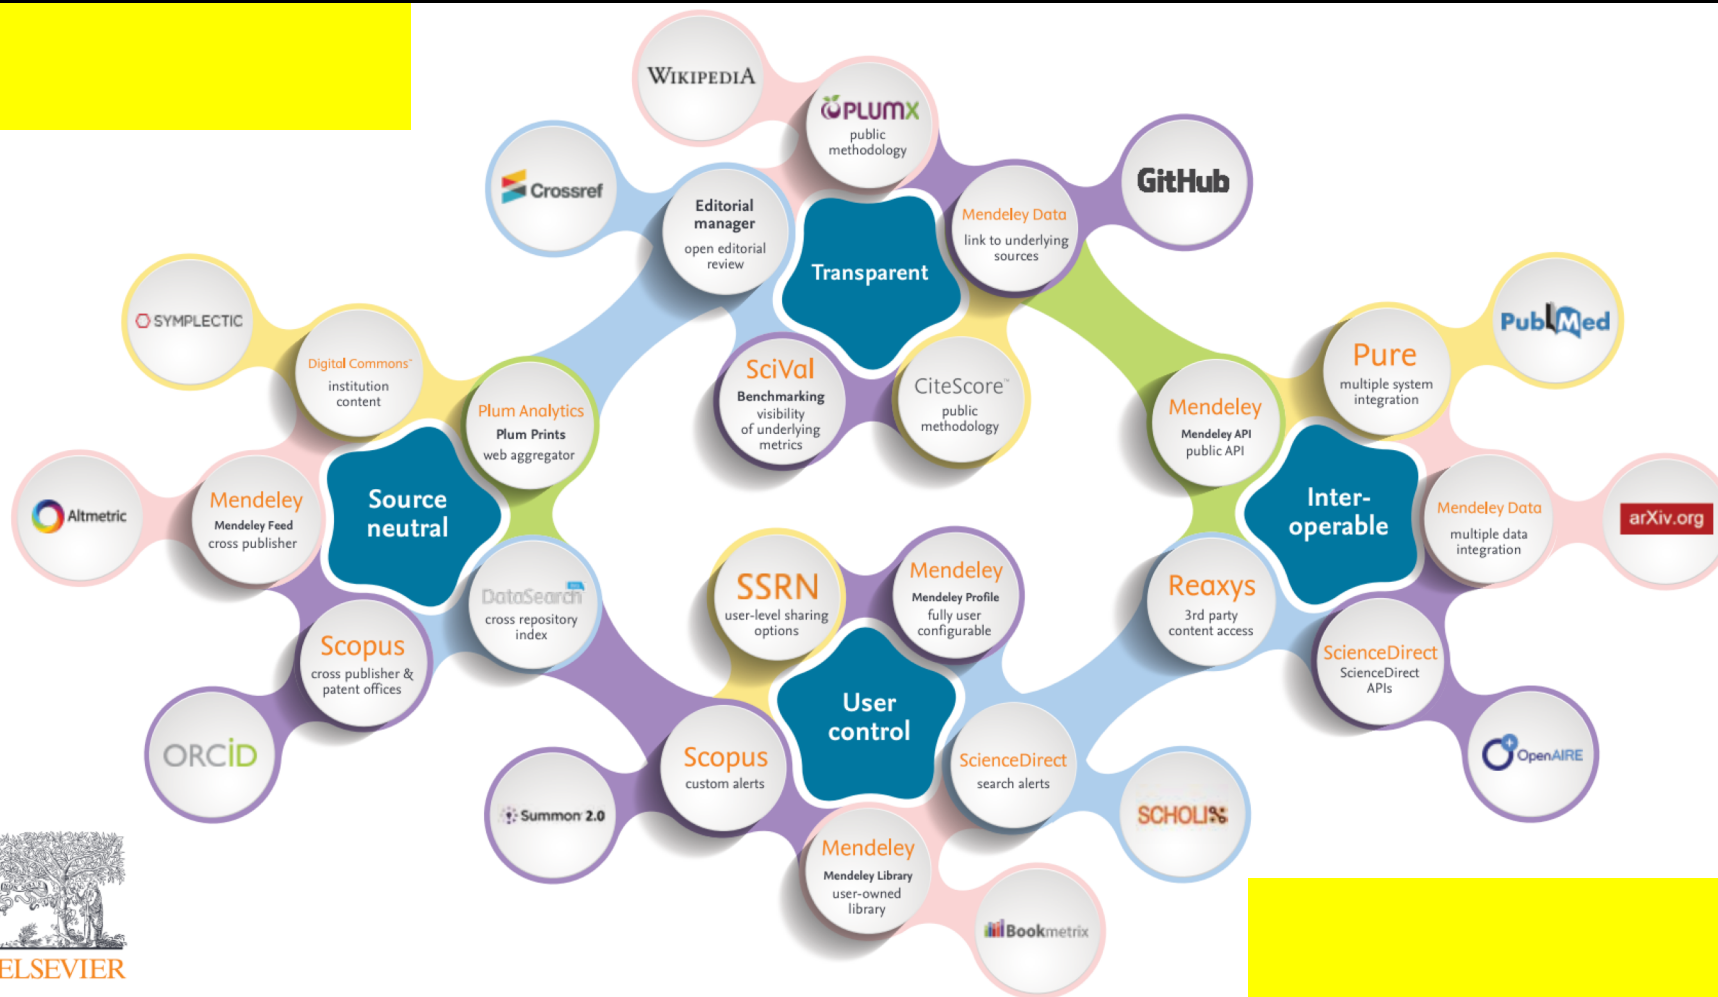 WIKIPEDIA
PLUMX
public
methodology
Crossref
Editorial
manager
open editorial
review
Mendeley Data
link to underlying
sources
GitHub
Transparent
SciVal
Benchmarking
visibility
of underlying
metrics
CiteScore™
public
methodology
SYMPLECTIC
Digital Commons™
institution
content
Plum Analytics
Plum Prints
web aggregator
Altmetric
Mendeley
Mendeley Feed
cross publisher
Source
neutral
DataSearch
cross repository
index
Scopus
cross publisher &
patent offices
ORCiD
Mendeley
Mendeley API
public API
Pure
multiple system
integration
PubMed
Inter-
operable
Mendeley Data
multiple data
integration
arXiv.org
Reaxys
3rd party
content access
ScienceDirect
ScienceDirect
APIs
OpenAIRE
SSRN
user-level sharing
options
Mendeley
Mendeley Profile
fully user
configurable
User
control
Scopus
custom alerts
ScienceDirect
search alerts
Summon 2.0
SCHOLIX
Mendeley
Mendeley Library
user-owned
library
Bookmetrix
ELSEVIER